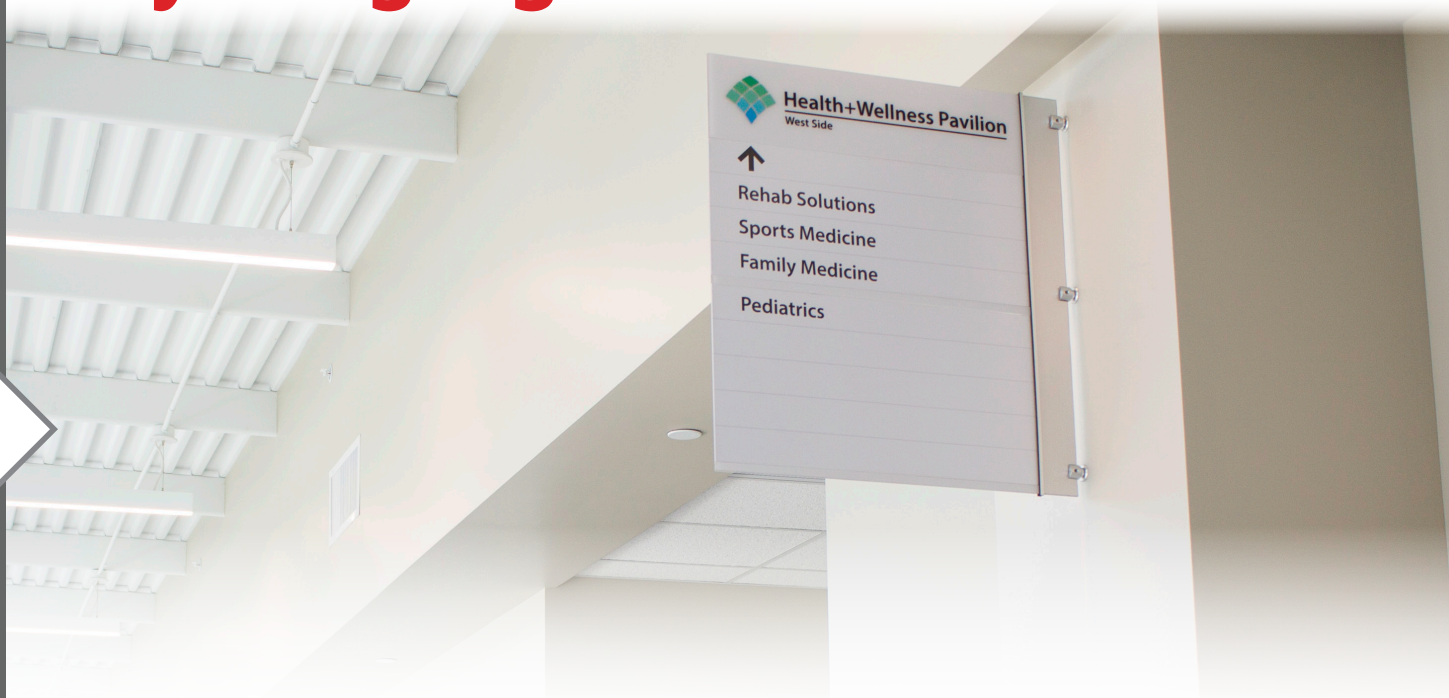 Health+Wellness Pavilion
West Side
↑
Rehab Solutions
Sports Medicine
Family Medicine
Pediatrics